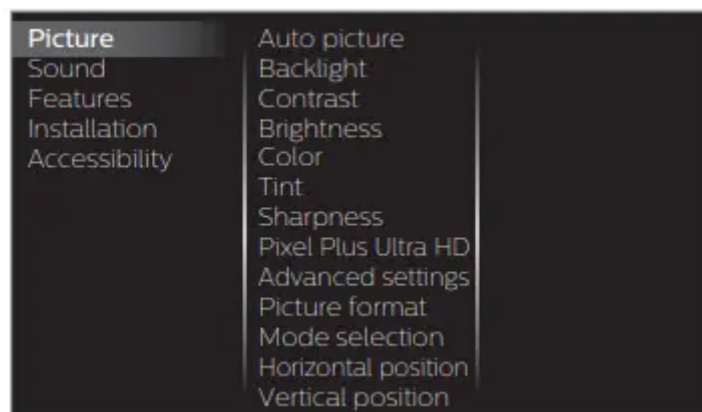 Picture
Sound
Features
Installation
Accessibility
Auto picture
Backlight
Contrast
Brightness
Color
Tint
Sharpness
Pixel Plus Ultra HD
Advanced settings
Picture format
Mode selection
Horizontal position
Vertical position